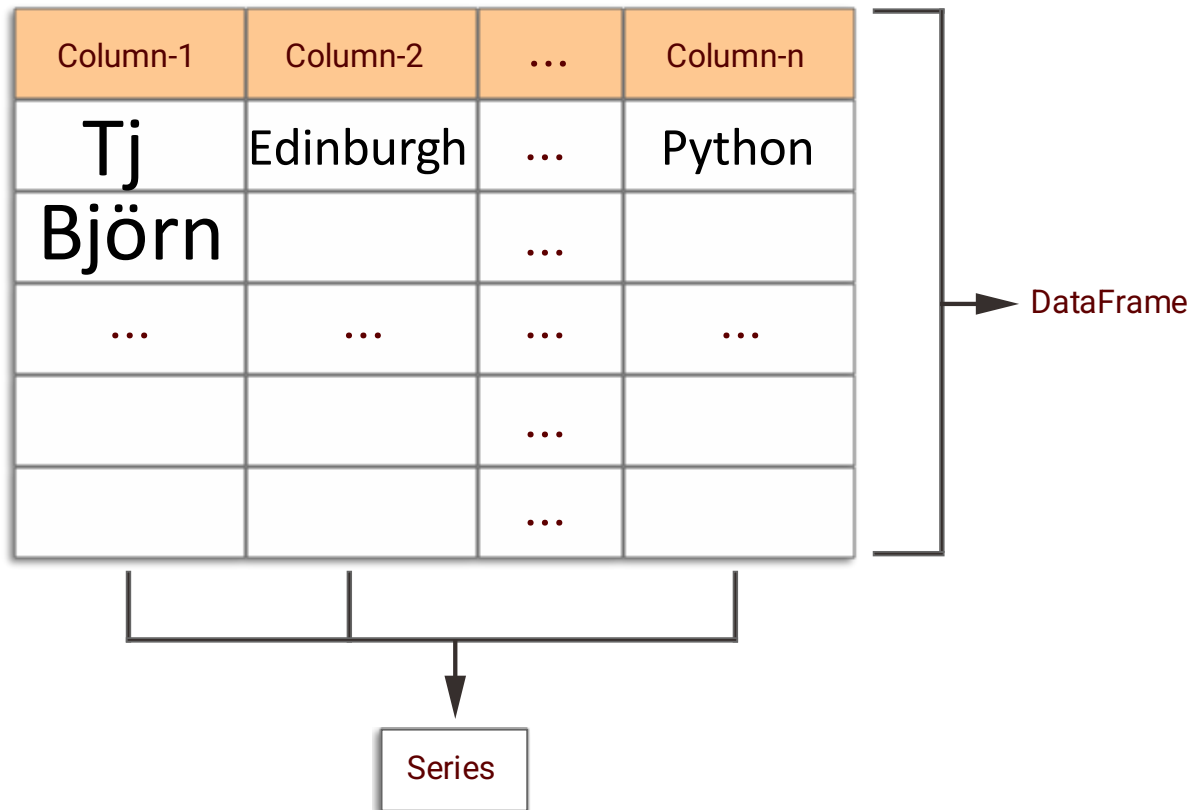 Column-1 Column-2 ... Column-n
Tj Edinburgh ... Python
Björn ...
... ... ... ...
...
...
DataFrame
Series